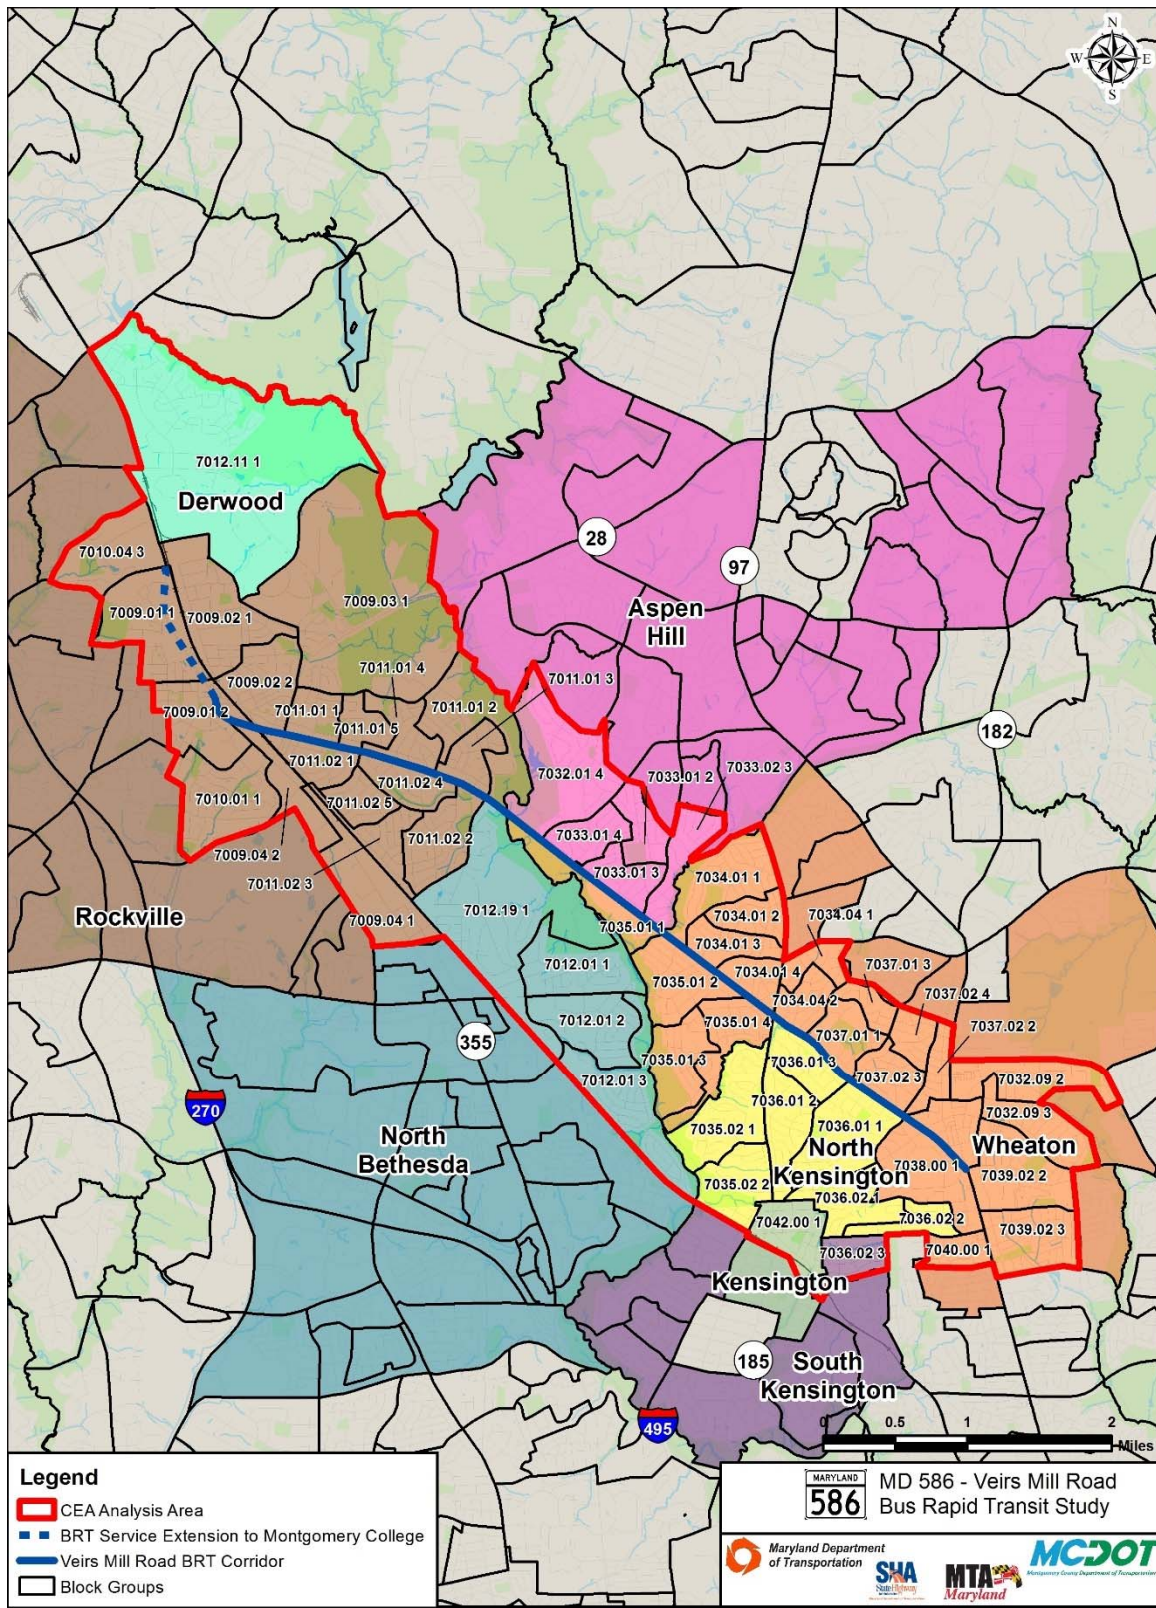 N
W
E
S
7012.11 1
Derwood
7010.04 3
28
97
7009.03 1
Aspen
Hill
7009.01 1
7009.02 1
7011.01 4
7011.01 3
7009.02 2
7011.01 2
7009.01 2
7011.01 1
7011.01 5
182
7011.02 1
7032.01 4
7033.01 2
7033.02 3
7011.02 4
7010.01 1
7011.02 5
7011.02 2
7033.01 4
7009.04 2
7033.01 3
7034.01 1
7011.02 3
7012.19 1
Rockville
7009.04 1
7035.01 1
7034.01 2
7034.04 1
7034.01 3
7012.01 1
7037.01 3
7035.01 2
7034.01 4
7037.02 4
7034.04 2
7012.01 2
7035.01 4
7037.02 2
355
7037.01 1
7035.01 3
7036.01 3
7012.01 3
7037.02 3
7032.09 2
270
7036.01 2
7032.09 3
7036.01 1
North
Bethesda
7035.02 1
North
Kensington
Wheaton
7038.00 1
7039.02 2
7035.02 2
7036.02 1
7042.00 1
7036.02 2
7039.02 3
7036.02 3
7040.00 1
Kensington
185
South
Kensington
495
0 0.5 1 2
Miles
Legend
CEA Analysis Area
BRT Service Extension to Montgomery College
Veirs Mill Road BRT Corridor
Block Groups
MARYLAND
586
MD 586 - Veirs Mill Road
Bus Rapid Transit Study
Maryland Department
of Transportation
SHA
State Highway
MTA
Maryland
MCDOT
Montgomery County Department of Transportation